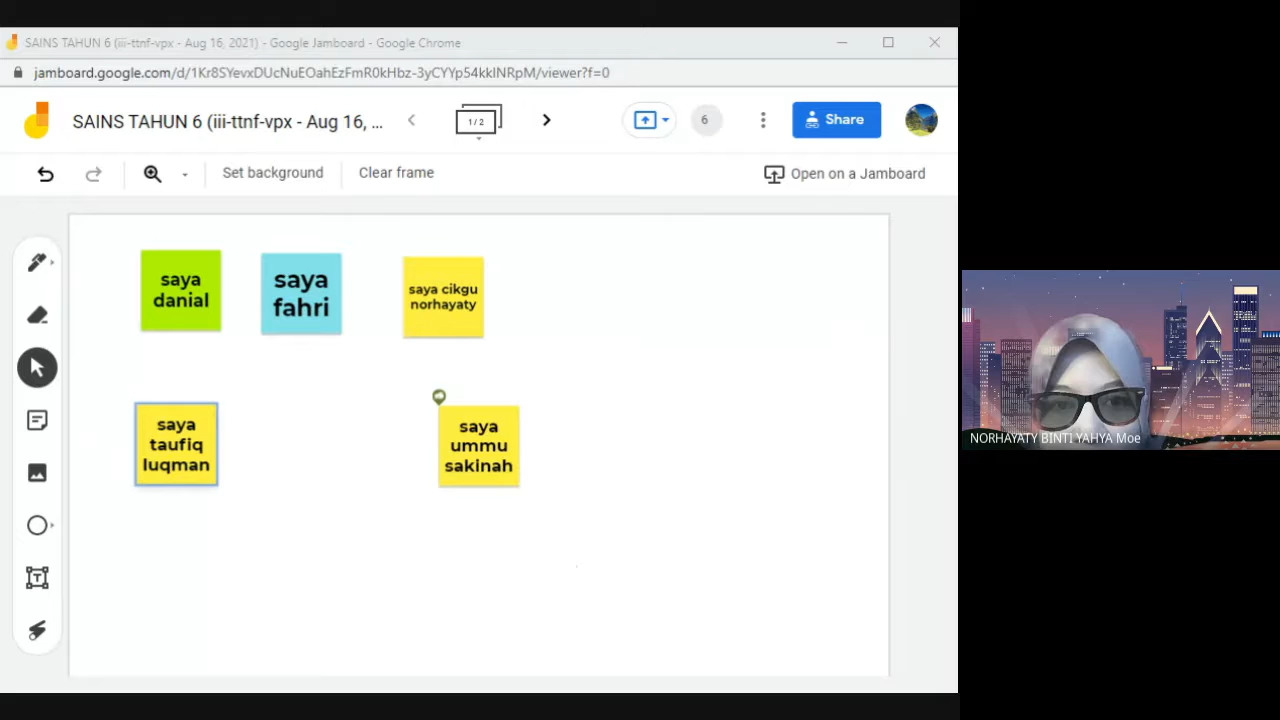 SAINS TAHUN 6 (iii-ttnf-vpx - Aug 16, 2021) - Google Jamboard - Google Chrome
jamboard.google.com/d/1Kr8SYevxDUcNuEOahEzFmR0kHbz-3yCYYp54kklNRpM/viewer?f=0
SAINS TAHUN 6 (iii-ttnf-vpx - Aug 16, ...
1/2
6
Share
Set background
Clear frame
Open on a Jamboard
saya
danial
saya
fahri
saya cikgu
norhayaty
saya
taufiq
luqman
saya
ummu
sakinah
NORHAYATY BINTI YAHYA Moe